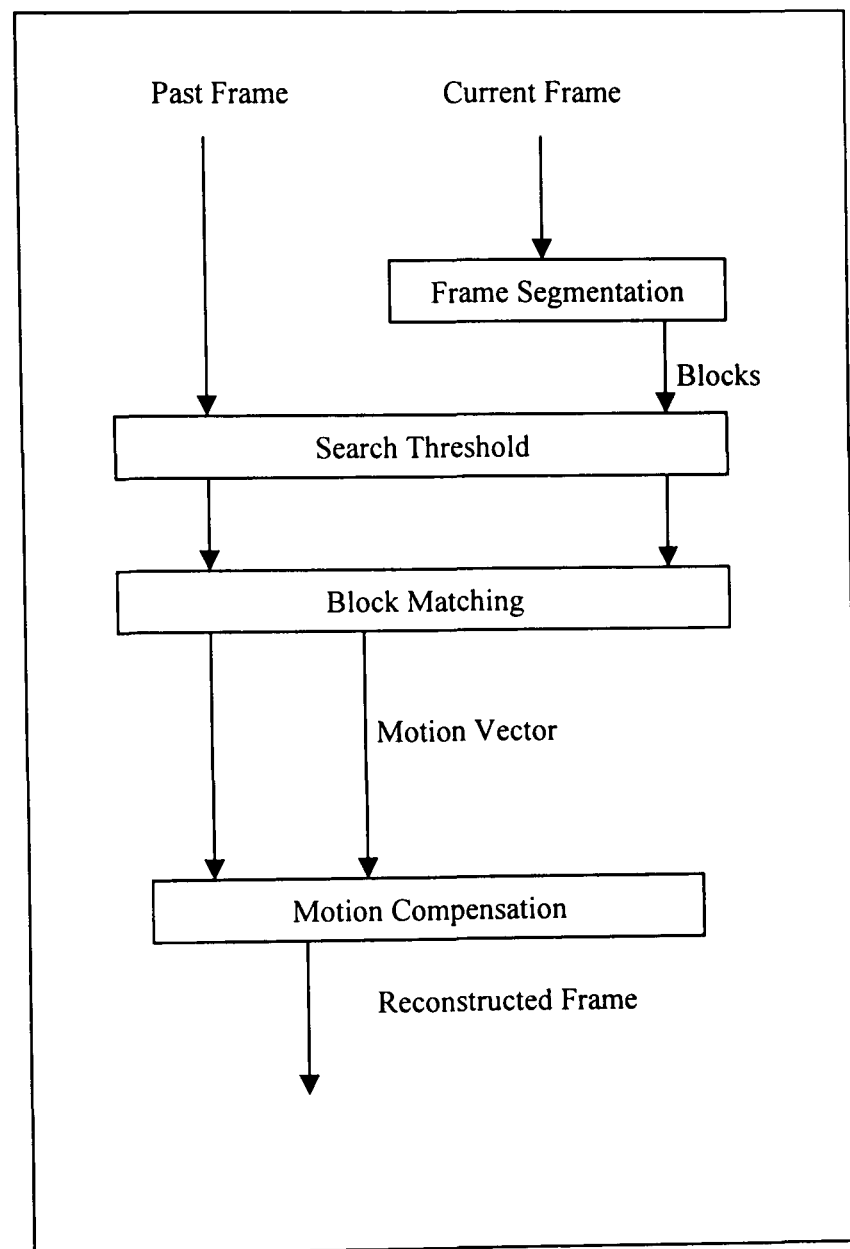 Past Frame
Current Frame
Frame Segmentation
Blocks
Search Threshold
Block Matching
Motion Vector
Motion Compensation
Reconstructed Frame